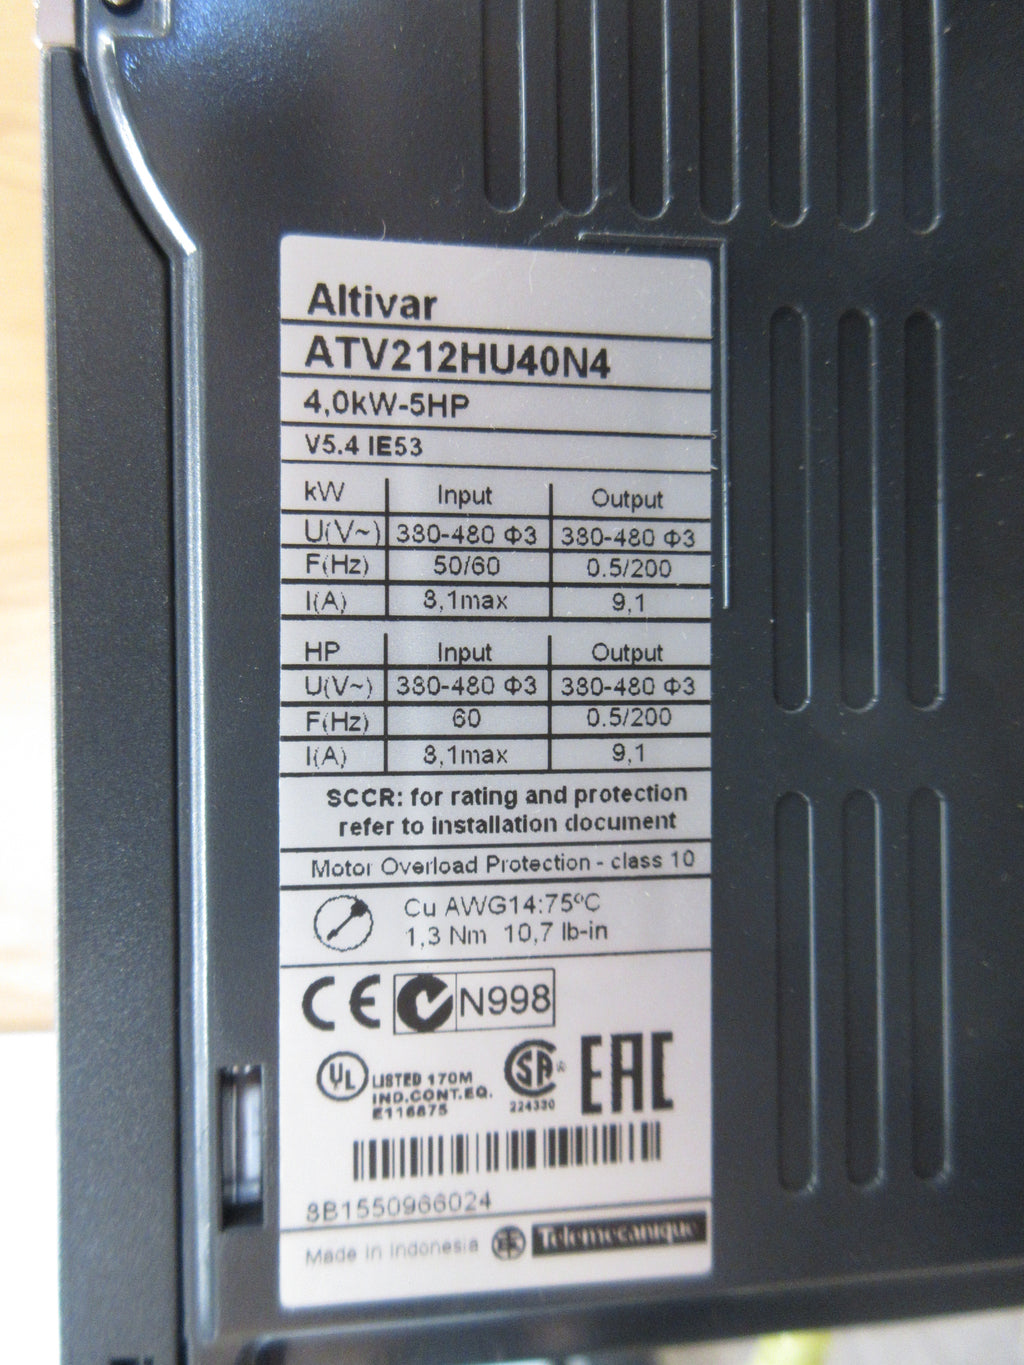 Altivar
ATV212HU40N4
4,0kW-5HP
V5.4 IE53
kW Input Output
U(V~) 380-480 Φ3 380-480 Φ3
F(Hz) 50/60 0.5/200
I(A) 8,1max 9,1
HP Input Output
U(V~) 380-480 Φ3 380-480 Φ3
F(Hz) 60 0.5/200
I(A) 8,1max 9,1
SCCR: for rating and protection
refer to installation document
Motor Overload Protection - class 10
Cu AWG14:75°C
1,3 Nm 10,7 lb-in
CE N998
UL LISTED 170M
IND.CONT.EQ.
E116875
SA
224330
EAC
8B1550966024
Made in Indonesia Telemecanique